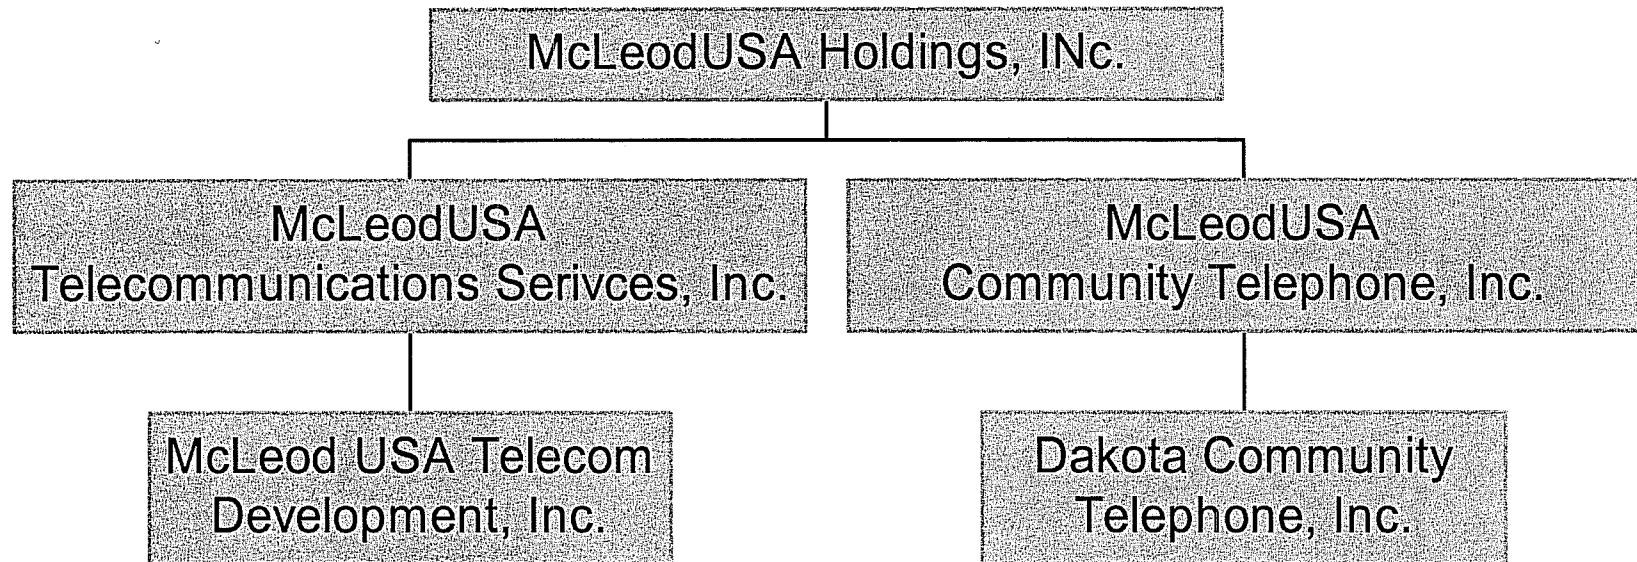 McLeodUSA Holdings, INc.
McLeodUSA
Telecommunications Serivces, Inc.
McLeodUSA
Community Telephone, Inc.
McLeod USA Telecom
Development, Inc.
Dakota Community
Telephone, Inc.